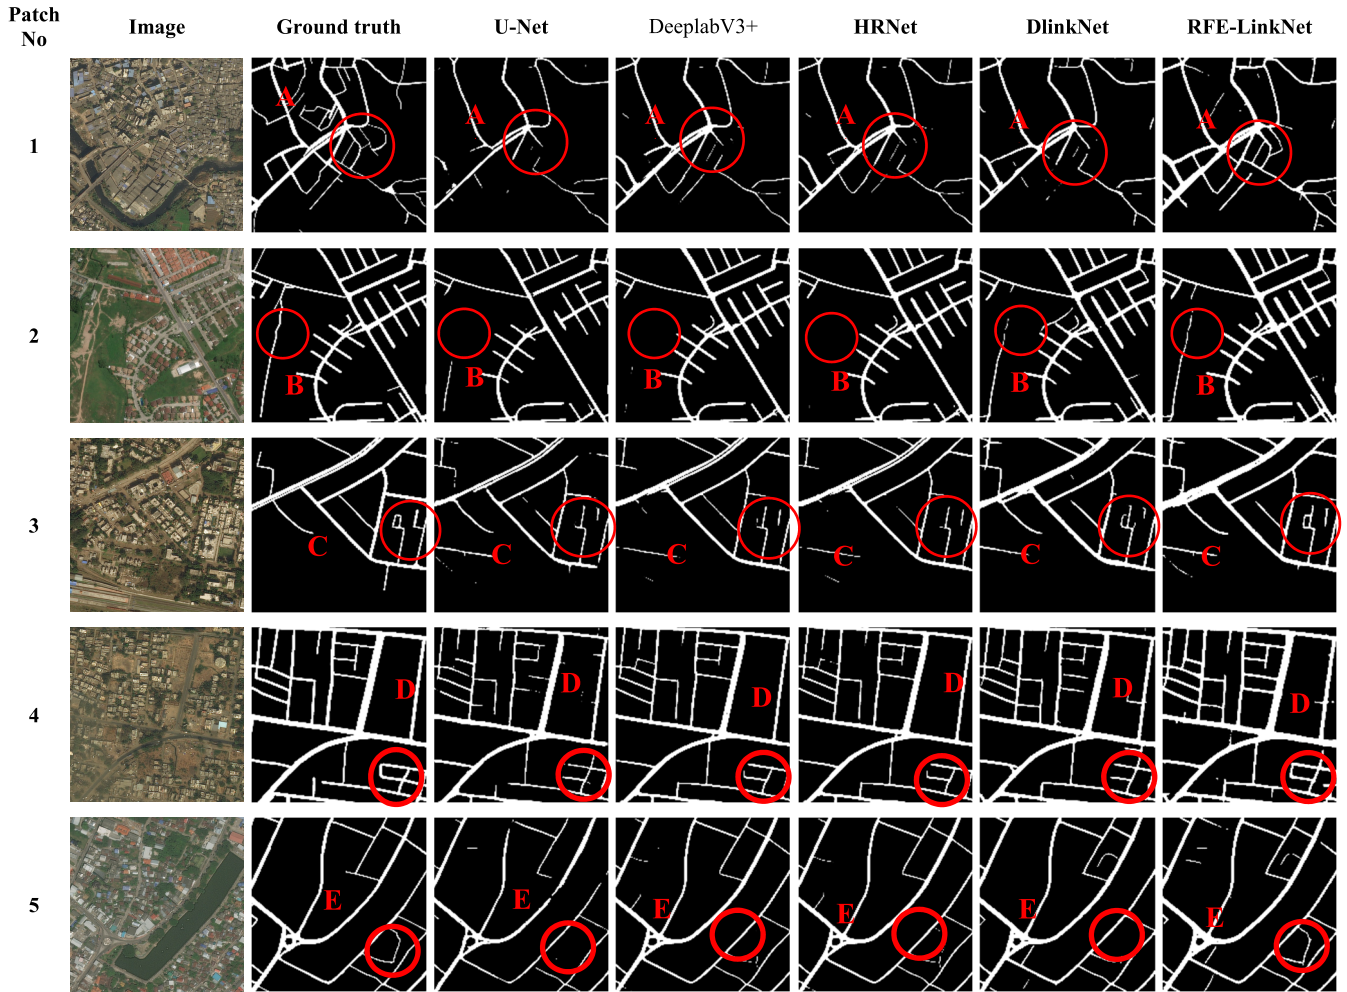 Patch No Image Ground truth U-Net DeeplabV3+ HRNet DlinkNet RFE-LinkNet
1 A A A A A A
2 B B B B B B
3 C C C C C C
4 D D D D D D
5 E E E E E E